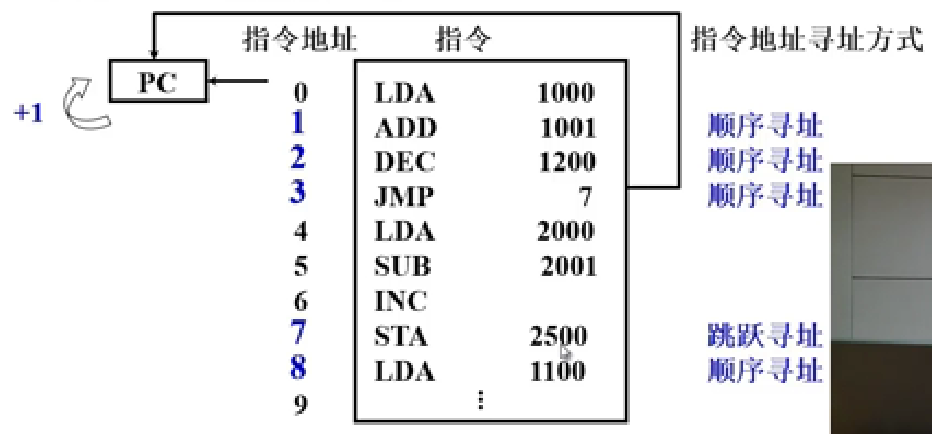 指令地址 指令 指令地址寻址方式
PC
+1
0 LDA 1000
1 ADD 1001 顺序寻址
2 DEC 1200 顺序寻址
3 JMP 7 顺序寻址
4 LDA 2000
5 SUB 2001
6 INC
7 STA 2500 跳跃寻址
8 LDA 1100 顺序寻址
9 ⋮